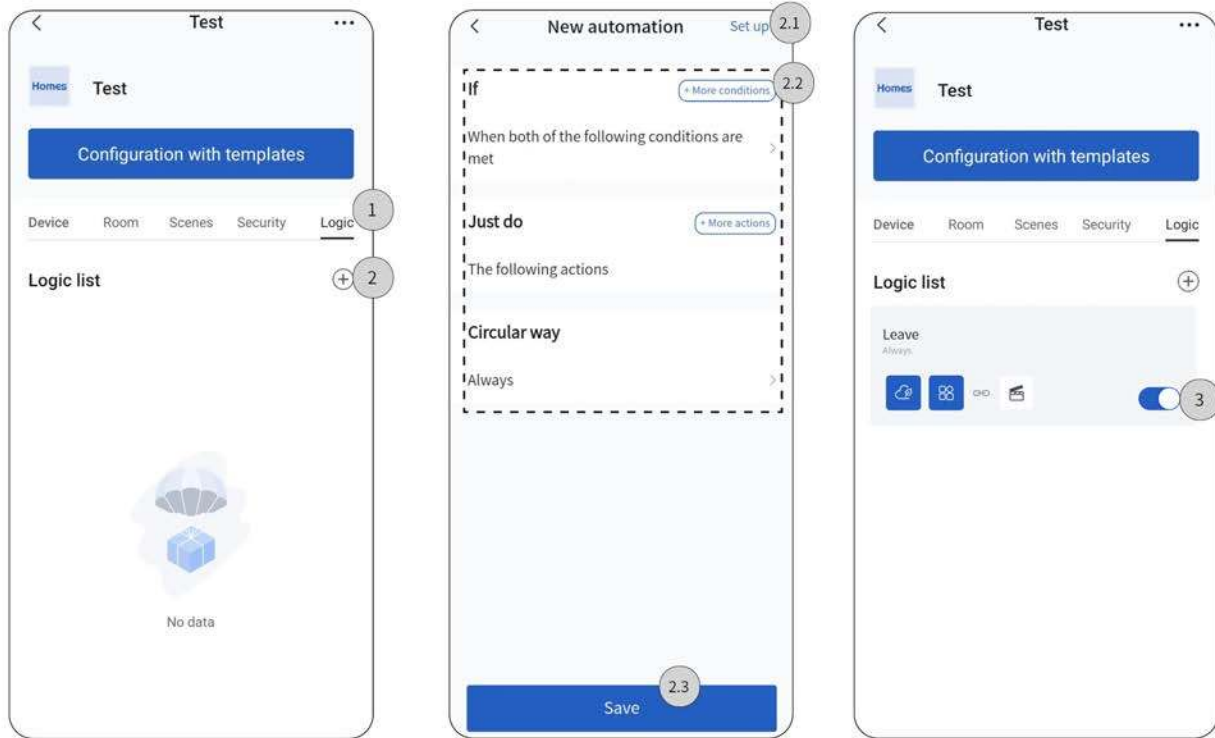 Test
Homes
Test
Configuration with templates
Device Room Scenes Security Logic
1
Logic list
2
No data
New automation
Set up
2.1
If
+ More conditions
2.2
When both of the following conditions are
met
Just do
+ More actions
The following actions
Circular way
Always
2.3
Save
Test
Homes
Test
Configuration with templates
Device Room Scenes Security Logic
Logic list
Leave
Always
3